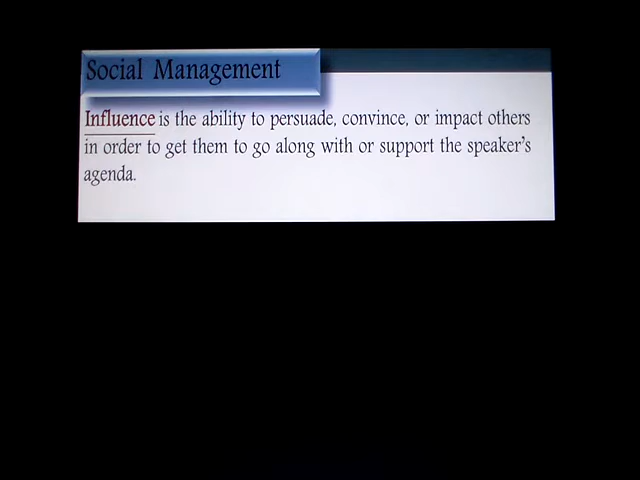 Social Management
Influence is the ability to persuade, convince, or impact others
in order to get them to go along with or support the speaker's
agenda.